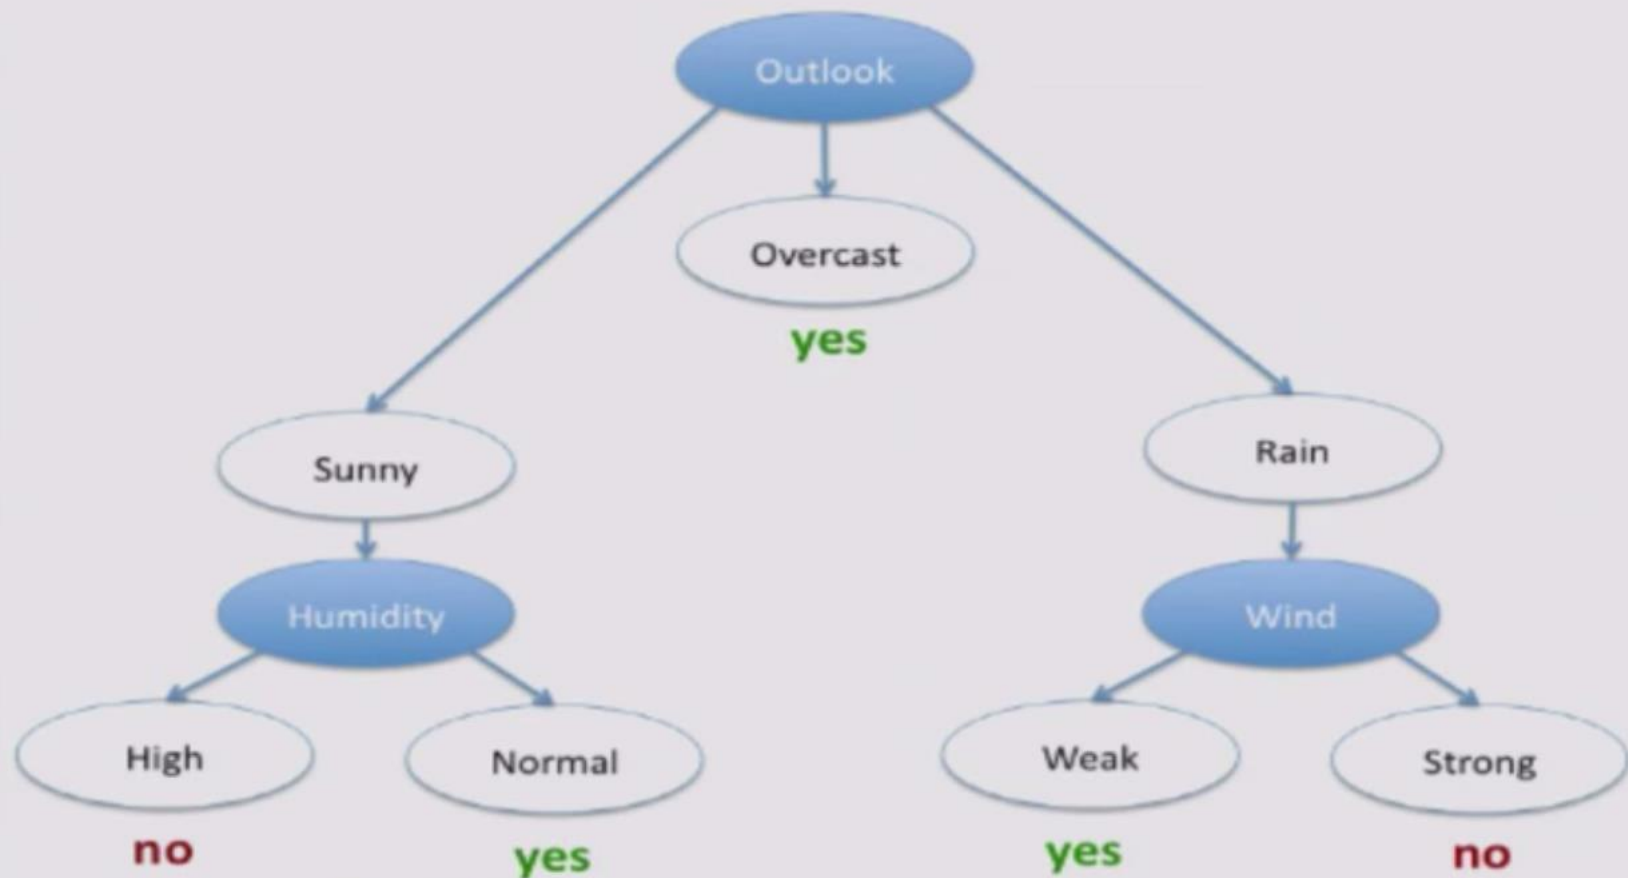 Outlook
Overcast
yes
Sunny
Rain
Humidity
Wind
High
Normal
Weak
Strong
no
yes
yes
no